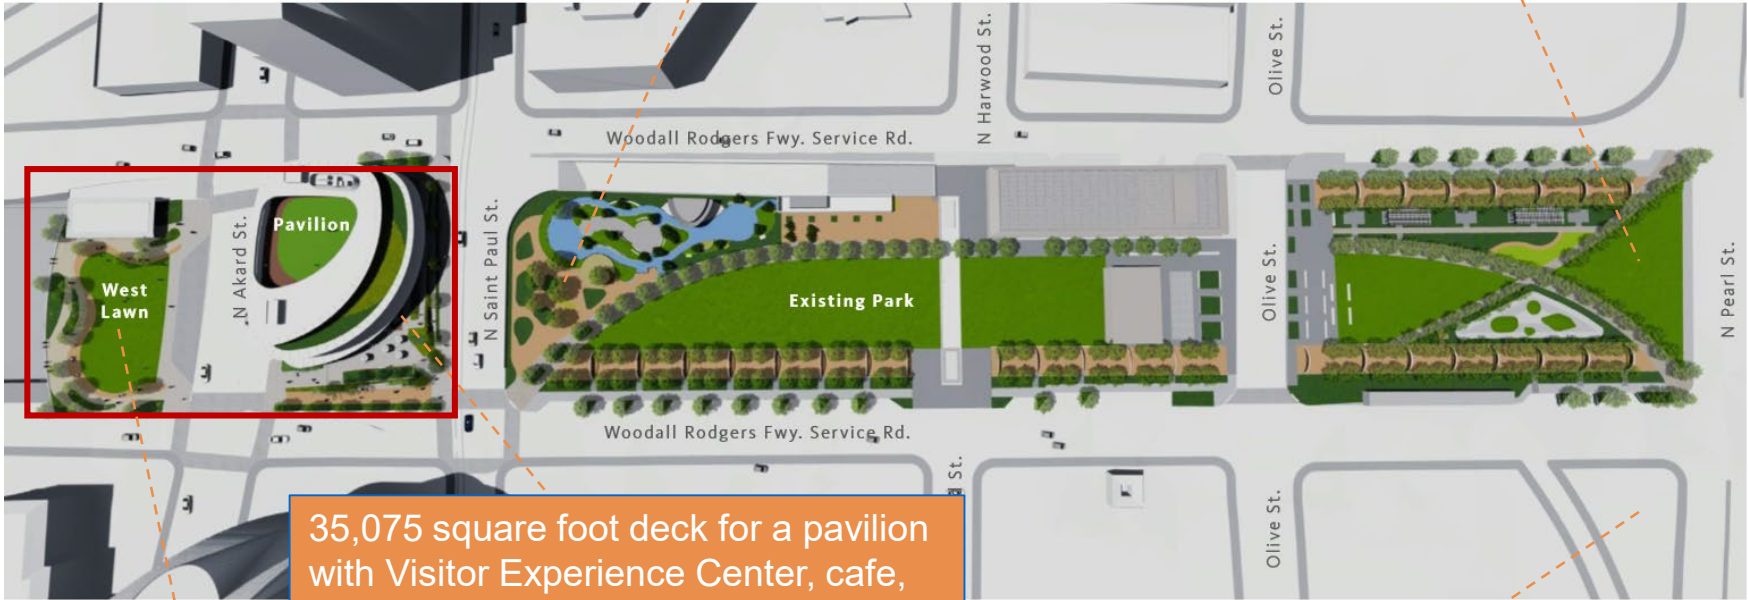 N Harwood St.
Olive St.
Woodall Rodgers Fwy. Service Rd.
Pavilion
N Akard St.
West
Lawn
N Saint Paul St.
Existing Park
Olive St.
N Pearl St.
Woodall Rodgers Fwy. Service Rd.
St.
Olive St.
35,075 square foot deck for a pavilion
with Visitor Experience Center, cafe,